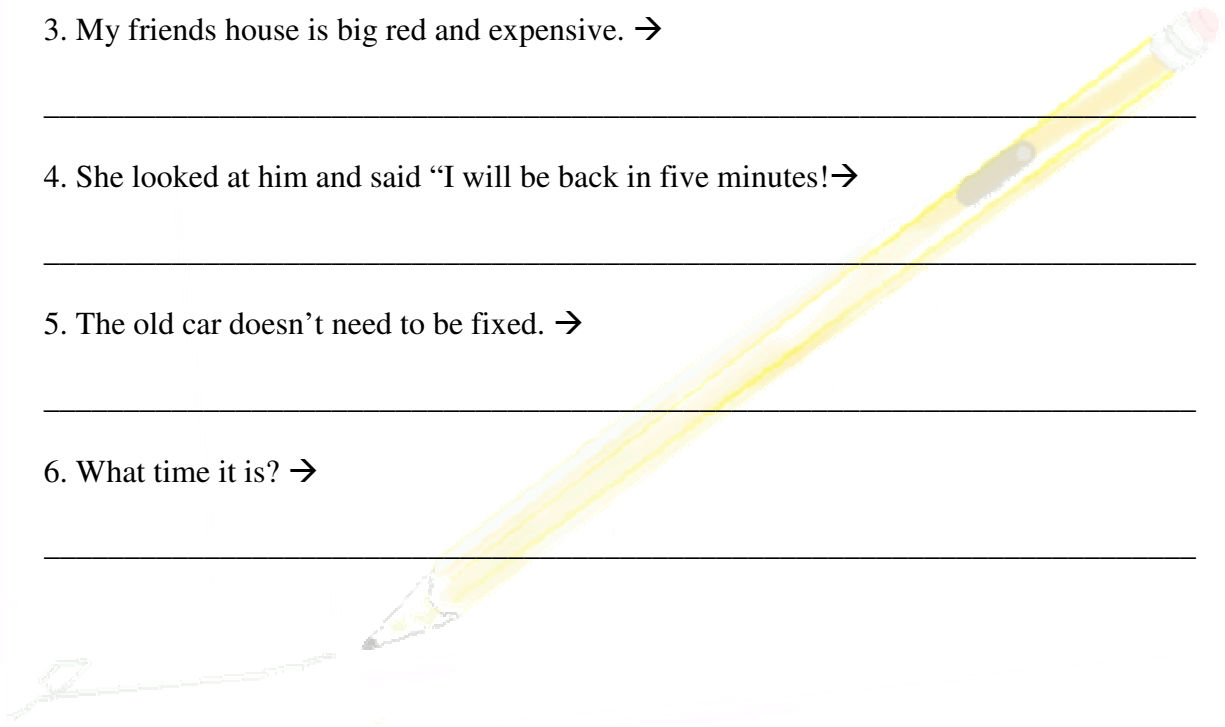 3. My friends house is big red and expensive. →
4. She looked at him and said “I will be back in five minutes!→
5. The old car doesn’t need to be fixed. →
6. What time it is? →